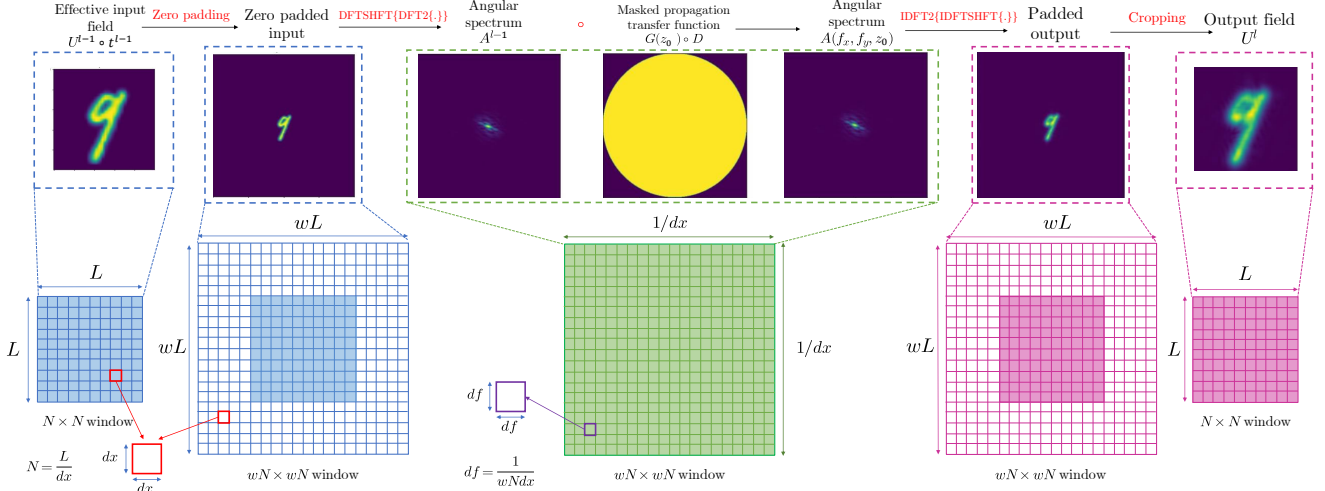 Effective input
field
U^{l-1} ∘ t^{l-1}
Zero padding
Zero padded
input
DFTSHFT{DFT2{.}}
Angular
spectrum
A^{l-1}
∘
Masked propagation
transfer function
G(z_0) ∘ D
Angular
spectrum
A(f_x, f_y, z_0)
IDFT2{IDFTSHFT{.}}
Padded
output
Cropping
Output field
U^l
L
L
N × N window
N = L/dx
dx
dx
wL
wL
wN × wN window
1/dx
1/dx
df
df
df = 1/wNdx
wN × wN window
wL
wL
wN × wN window
L
L
N × N window